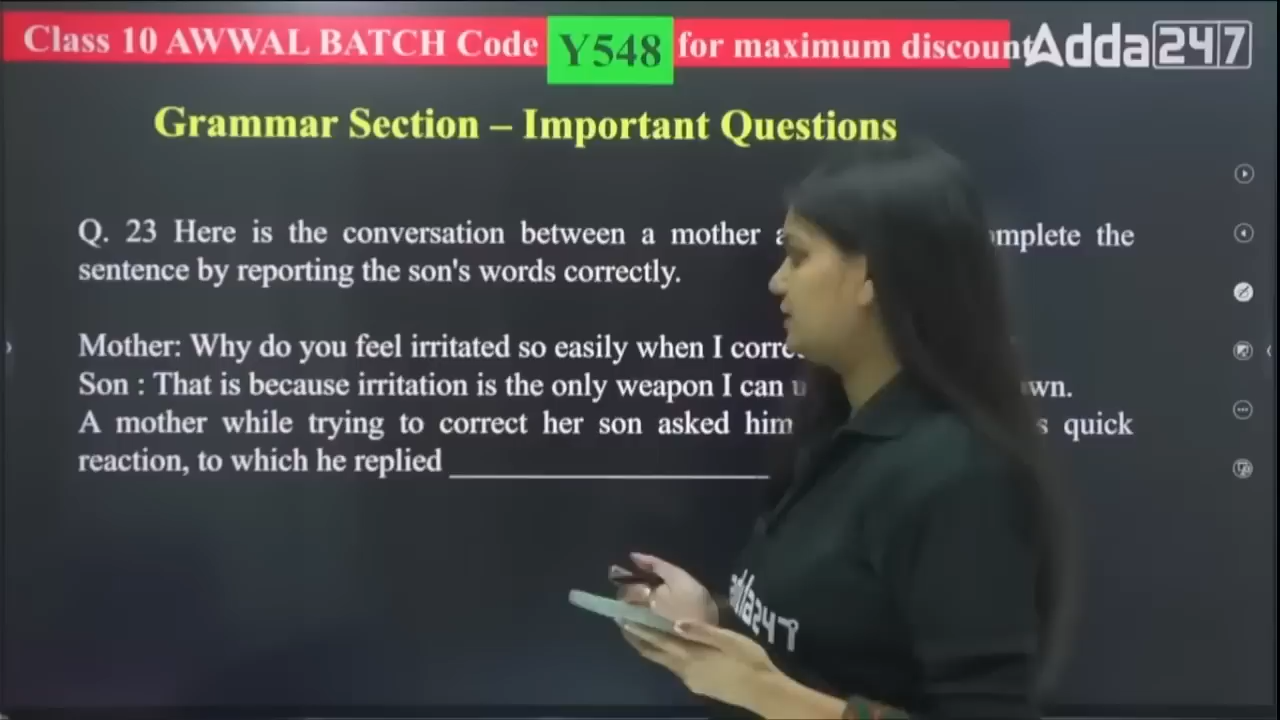 Class 10 AWWAL BATCH Code Y548 for maximum discount
Adda247
Grammar Section – Important Questions
Q. 23 Here is the conversation between a mother the
sentence by reporting the son's words correctly.
Mother: Why do you feel irritated so easily when I
Son : That is because irritation is the only weapon I can
A mother while trying to correct her son asked him quick
reaction, to which he replied
adda247